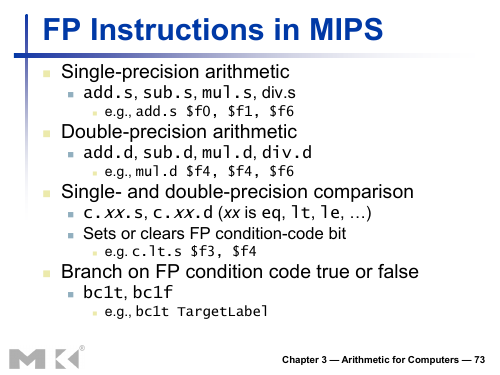 FP Instructions in MIPS
Single-precision arithmetic
add.s, sub.s, mul.s, div.s
e.g., add.s $f0, $f1, $f6
Double-precision arithmetic
add.d, sub.d, mul.d, div.d
e.g., mul.d $f4, $f4, $f6
Single- and double-precision comparison
c.xx.s, c.xx.d (xx is eq, lt, le, …)
Sets or clears FP condition-code bit
e.g. c.lt.s $f3, $f4
Branch on FP condition code true or false
bc1t, bc1f
e.g., bc1t TargetLabel
MK®
Chapter 3 — Arithmetic for Computers — 73